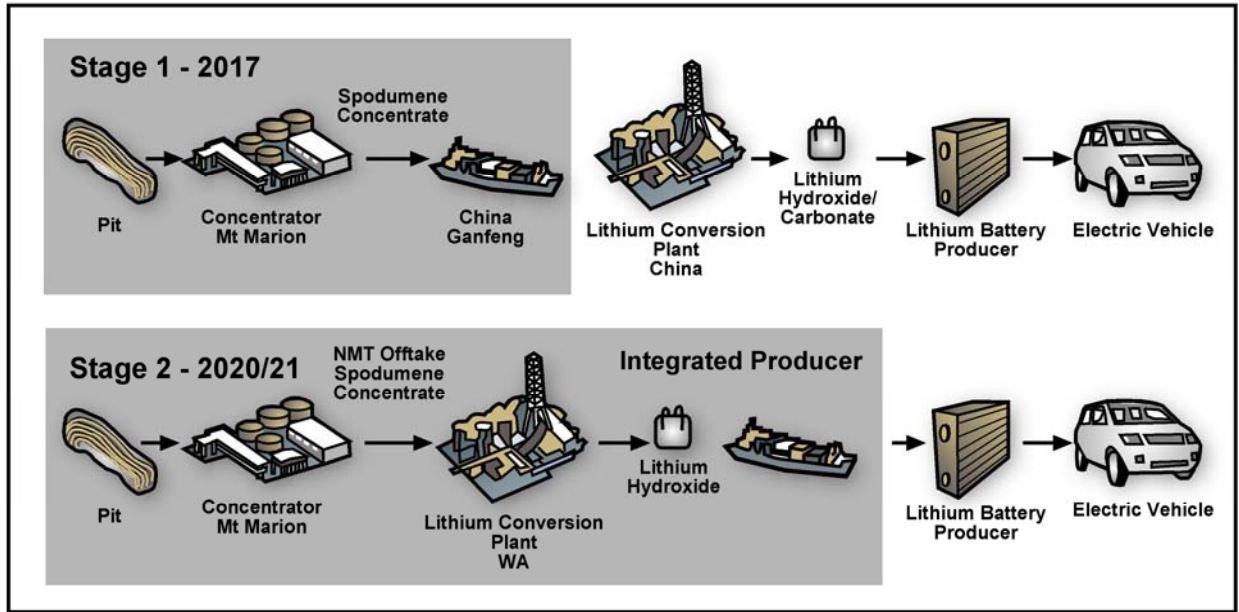 Stage 1 - 2017
Spodumene
Concentrate
Pit
Concentrator
Mt Marion
China
Ganfeng
Lithium Conversion
Plant
China
Lithium
Hydroxide/
Carbonate
Lithium Battery
Producer
Electric Vehicle
Stage 2 - 2020/21
NMT Offtake
Spodumene
Concentrate
Integrated Producer
Pit
Concentrator
Mt Marion
Lithium Conversion
Plant
WA
Lithium
Hydroxide
Lithium Battery
Producer
Electric Vehicle